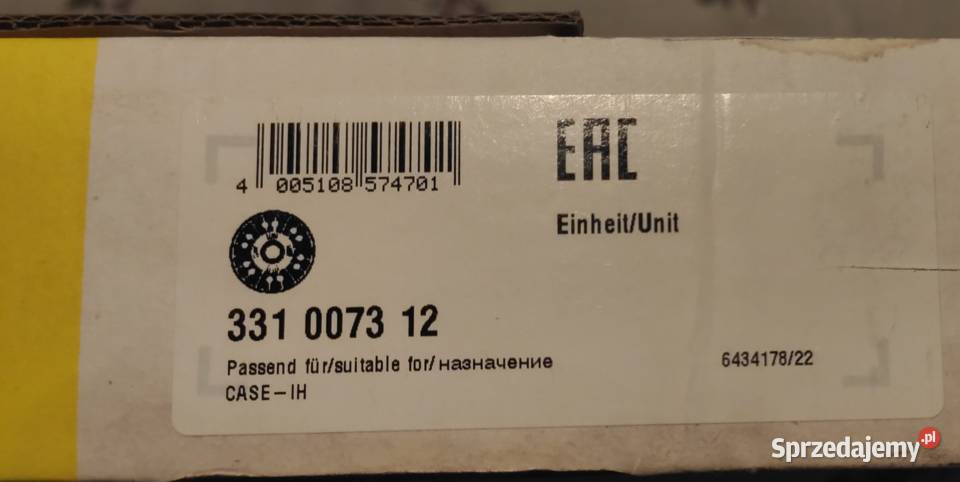 EAC
4 005108 574701
Einheit/Unit
331 0073 12
Passend für/suitable for/назначение
CASE-IH
6434178/22
Sprzedajemy.pl